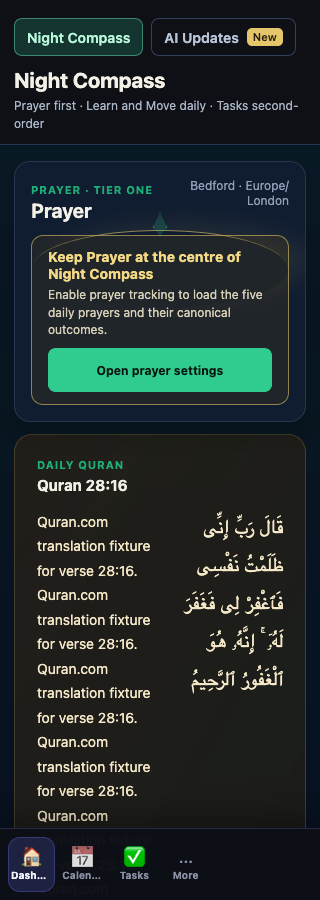 Night Compass
AI Updates New
Night Compass
Prayer first · Learn and Move daily · Tasks second-
order
PRAYER · TIER ONE
Prayer
Bedford · Europe/
London
Keep Prayer at the centre of
Night Compass
Enable prayer tracking to load the five
daily prayers and their canonical
outcomes.
Open prayer settings
DAILY QURAN
Quran 28:16
Quran.com
translation fixture
for verse 28:16.
Quran.com
translation fixture
for verse 28:16.
Quran.com
translation fixture
for verse 28:16.
Quran.com
translation fixture
for verse 28:16.
Quran.com
قَالَ رَبِّ إِنِّى
ظَلَمْتُ نَفْسِى
فَٱغْفِرْ لِى فَغَفَرَ
لَهُۥٓ ۚ إِنَّهُۥ هُوَ
ٱلْغَفُورُ ٱلرَّحِيمُ
Dash...
Calen...
Tasks
More